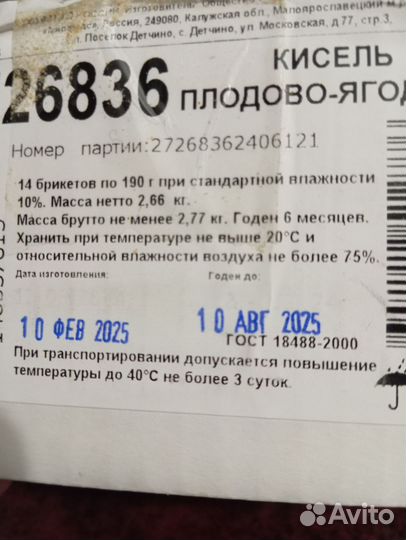 Россия, 249080, Калужская обл., Малоярославецкий м.р
п. Поселок Детчино, с. Детчино, ул. Московская, д.77, стр.3,
КИСЕЛЬ
26836 ПЛОДОВО-ЯГОД
Номер партии:27268362406121
14 брикетов по 190 г при стандартной влажности
10%. Масса нетто 2,66 кг.
Масса брутто не менее 2,77 кг. Годен 6 месяцев.
Хранить при температуре не выше 20°C и
относительной влажности воздуха не более 75%.
Дата изготовления: Годен до:
10 ФЕВ 2025 10 АВГ 2025
ГОСТ 18488-2000
При транспортировании допускается повышение
температуры до 40°C не более 3 суток.
Avito